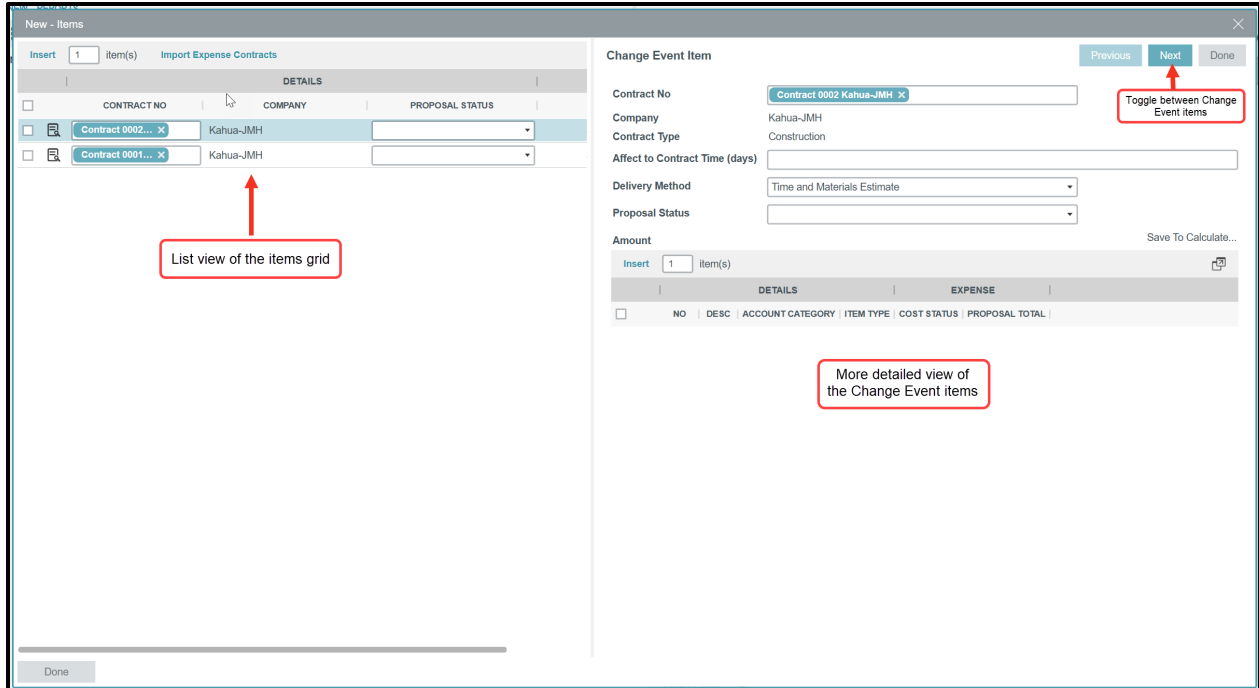 New - Items
Insert 1 item(s) Import Expense Contracts
DETAILS
CONTRACT NO COMPANY PROPOSAL STATUS
Contract 0002... X Kahua-JMH
Contract 0001... X Kahua-JMH
List view of the items grid
Done
Change Event Item
Previous Next Done
Toggle between Change
Event items
Contract No Contract 0002 Kahua-JMH X
Company Kahua-JMH
Contract Type Construction
Affect to Contract Time (days)
Delivery Method Time and Materials Estimate
Proposal Status
Amount Save To Calculate...
Insert 1 item(s)
DETAILS EXPENSE
NO DESC ACCOUNT CATEGORY ITEM TYPE COST STATUS PROPOSAL TOTAL
More detailed view of
the Change Event items